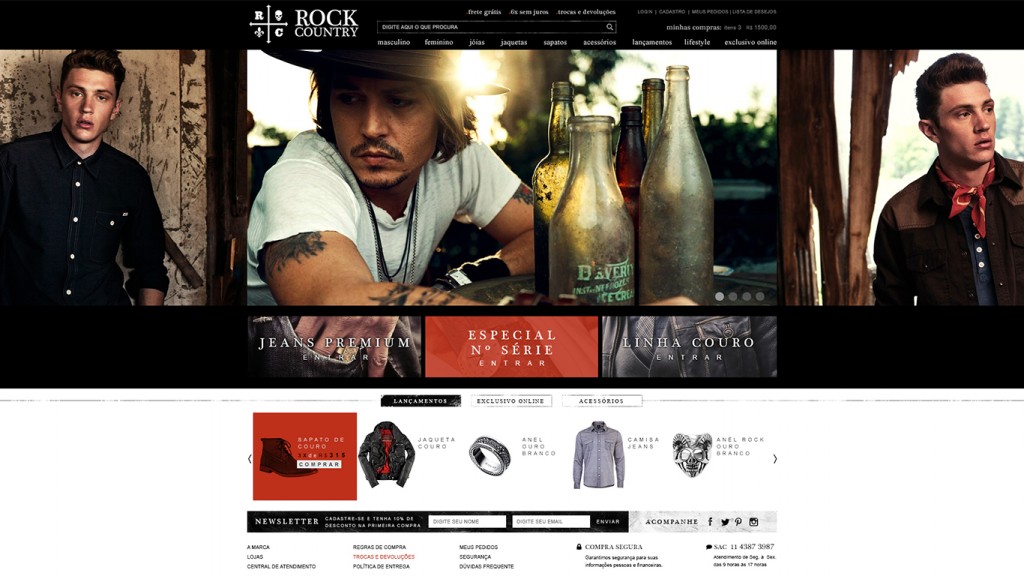 R
C
ROCK
COUNTRY
.frete grátis .6x sem juros .trocas e devoluções
LOGIN | CADASTRO | MEUS PEDIDOS | LISTA DE DESEJOS
DIGITE AQUI O QUE PROCURA
minhas compras: itens 3 R$ 1500,00
masculino feminino jóias jaquetas sapatos acessórios lançamentos lifestyle exclusivo online
DAVERLY
ICE CREA
JEANS PREMIUM
ENTRAR
ESPECIAL
Nº SÉRIE
ENTRAR
LINHA COURO
ENTRAR
LANÇAMENTOS
EXCLUSIVO ONLINE
ACESSÓRIOS
SAPATO DE
COURO
3X de R$ 315
COMPRAR
JAQUETA
COURO
ANEL
OURO
BRANCO
CAMISA
JEANS
ANÉL ROCK
OURO
BRANCO
NEWSLETTER
CADASTRE-SE E TENHA 10% DE
DESCONTO NA PRIMEIRA COMPRA
DIGITE SEU NOME
DIGITE SEU EMAIL
ENVIAR
ACOMPANHE
A MARCA
LOJAS
CENTRAL DE ATENDIMENTO
REGRAS DE COMPRA
TROCAS E DEVOLUÇÕES
POLÍTICA DE ENTREGA
MEUS PEDIDOS
SEGURANÇA
DÚVIDAS FREQUENTE
COMPRA SEGURA
Garantimos segurança para suas
informações pessoas e financeiras.
SAC 11 4387 3987
Atendimento de Seg. á Sex.
das 9 horas às 17 horas